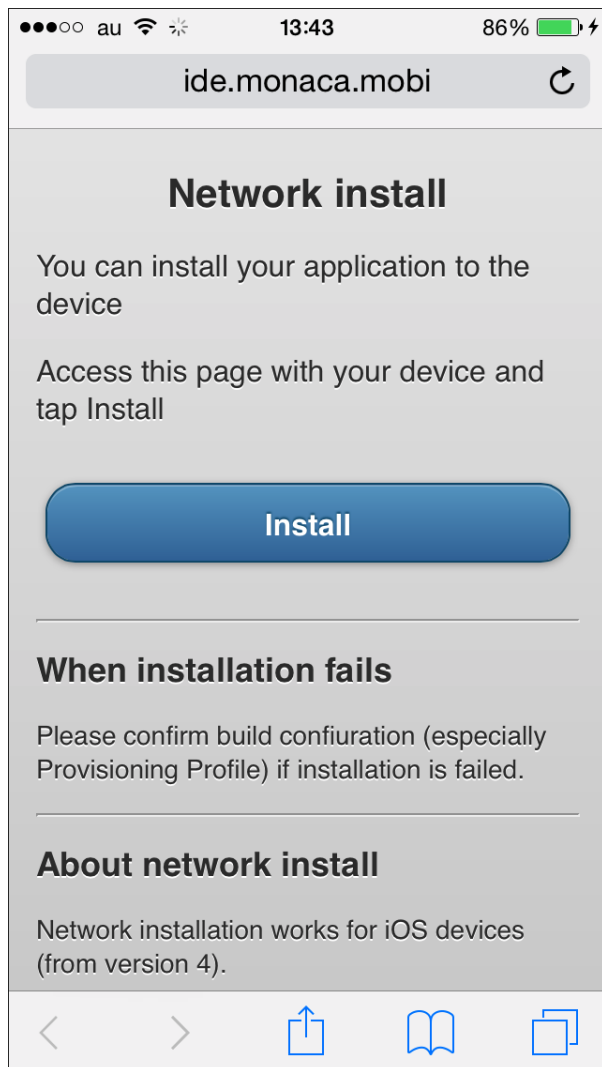 au 13:43 86%
ide.monaca.mobi
Network install
You can install your application to the
device
Access this page with your device and
tap Install
Install
When installation fails
Please confirm build confiuration (especially
Provisioning Profile) if installation is failed.
About network install
Network installation works for iOS devices
(from version 4).